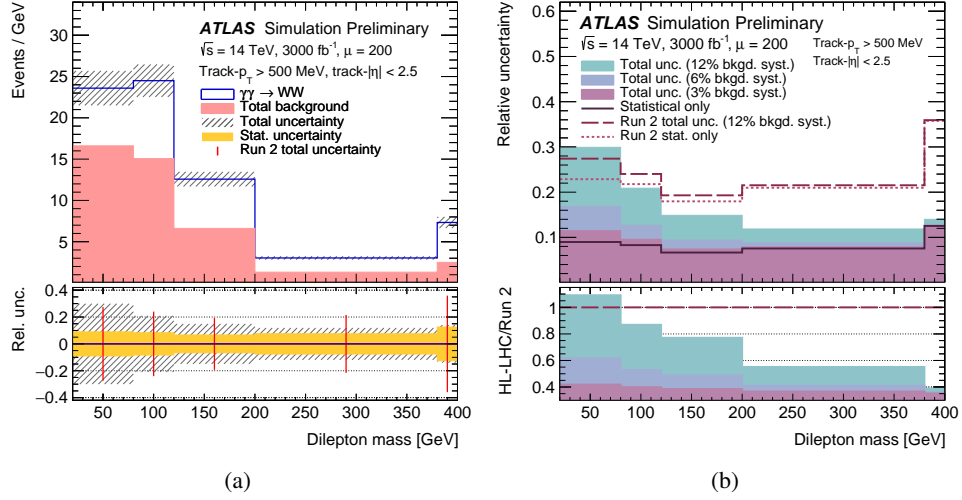 ATLAS Simulation Preliminary
√s = 14 TeV, 3000 fb⁻¹, μ = 200
Track-p_T > 500 MeV, track-|η| < 2.5
γγ → WW
Total background
Total uncertainty
Stat. uncertainty
Run 2 total uncertainty
Events / GeV
35
30
25
20
15
10
5
Rel. unc.
0.4
0.2
0
−0.2
−0.4
50 100 150 200 250 300 350 400
Dilepton mass [GeV]
(a)
ATLAS Simulation Preliminary
√s = 14 TeV, 3000 fb⁻¹, μ = 200
Track-p_T > 500 MeV
Track-|η| < 2.5
Total unc. (12% bkgd. syst.)
Total unc. (6% bkgd. syst.)
Total unc. (3% bkgd. syst.)
Statistical only
Run 2 total unc. (12% bkgd. syst.)
Run 2 stat. only
Relative uncertainty
0.6
0.5
0.4
0.3
0.2
0.1
HL-LHC/Run 2
1
0.8
0.6
0.4
50 100 150 200 250 300 350 400
Dilepton mass [GeV]
(b)